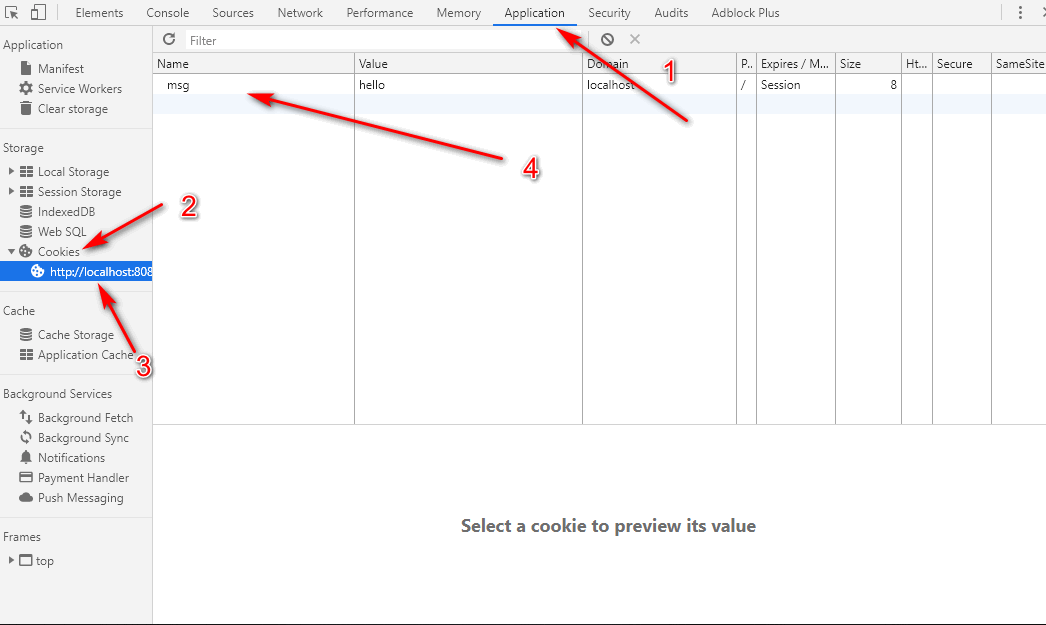 Elements Console Sources Network Performance Memory Application Security Audits Adblock Plus
Application
Manifest
Service Workers
Clear storage
Storage
Local Storage
Session Storage
IndexedDB
Web SQL
Cookies
http://localhost:808
Cache
Cache Storage
Application Cache
Background Services
Background Fetch
Background Sync
Notifications
Payment Handler
Push Messaging
Frames
top
Filter
Name Value Domain P.. Expires / M... Size Ht... Secure SameSite
msg hello localhost / Session 8
1
4
2
3
Select a cookie to preview its value